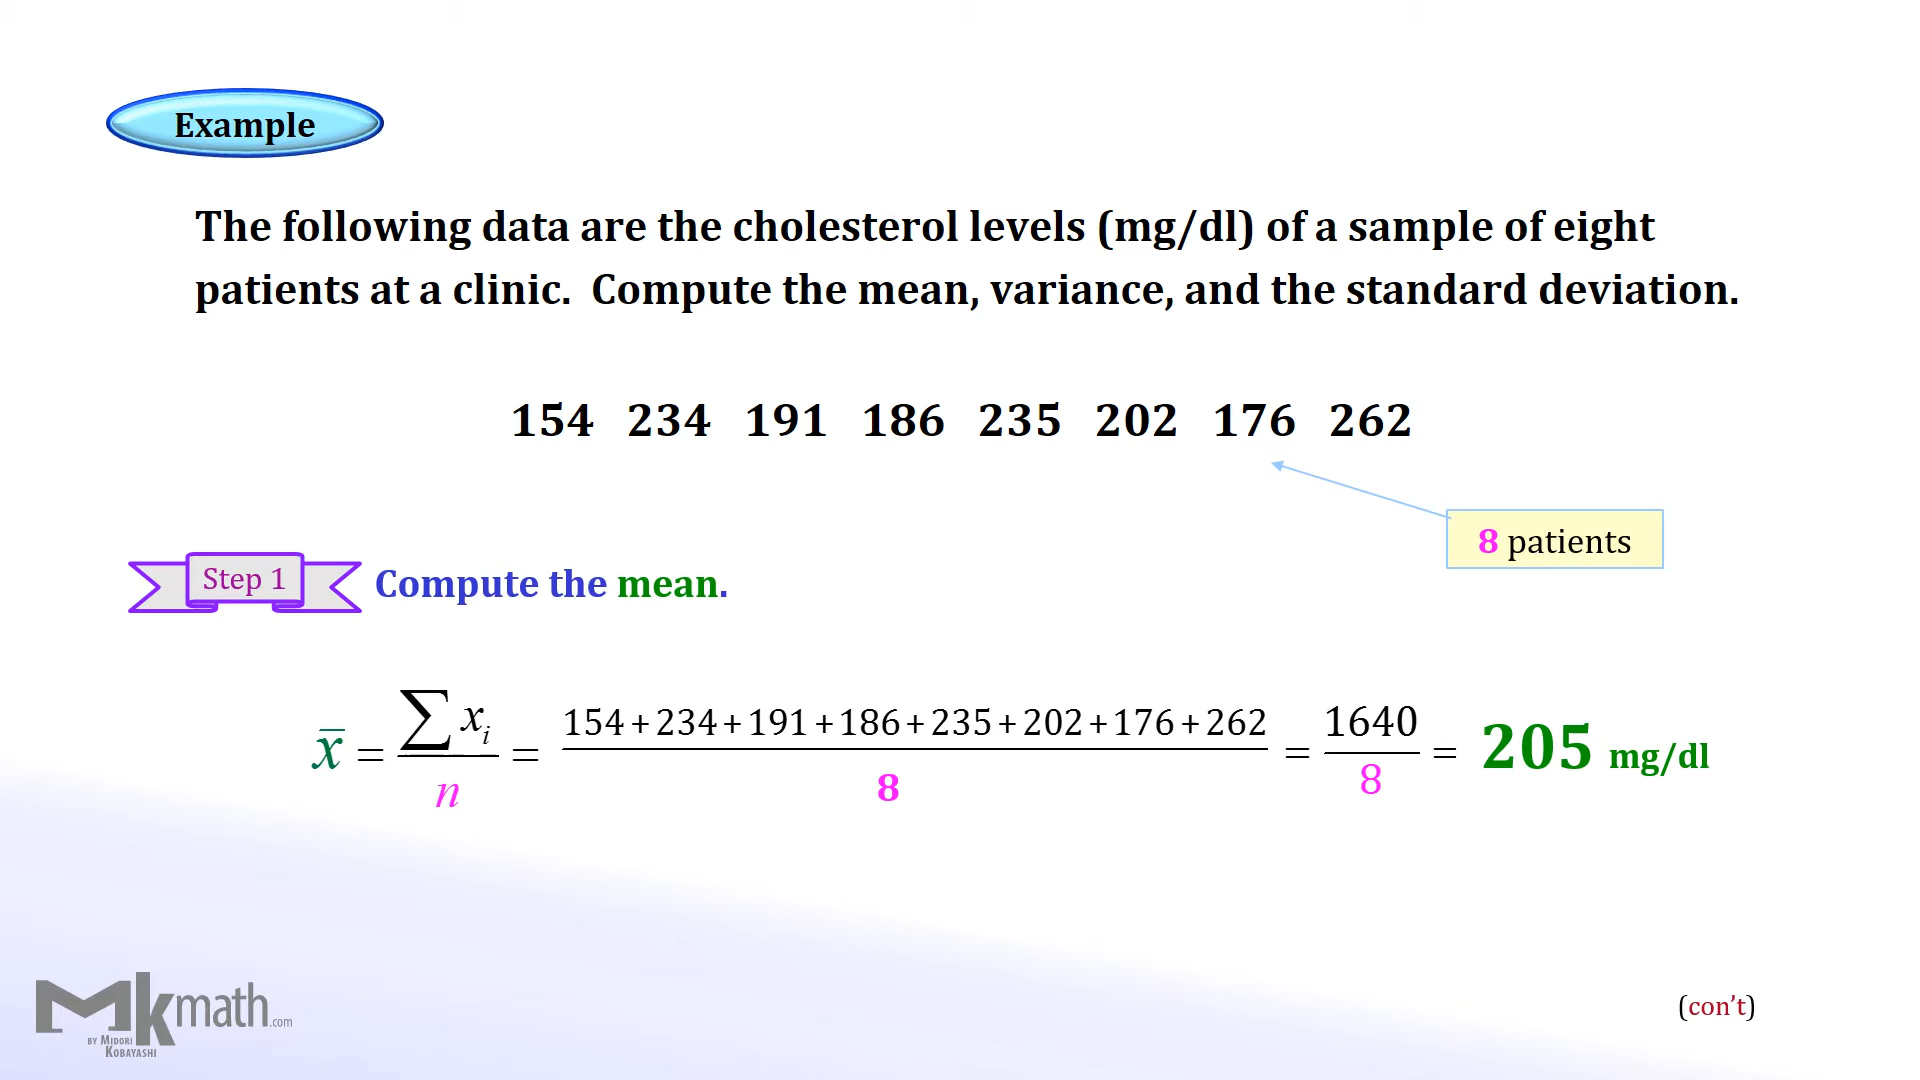 Example
The following data are the cholesterol levels (mg/dl) of a sample of eight
patients at a clinic.  Compute the mean, variance, and the standard deviation.
154 234 191 186 235 202 176 262
8 patients
Step 1 Compute the mean.
x̄ = ∑xᵢ / n = 154+234+191+186+235+202+176+262 / 8 = 1640 / 8 = 205 mg/dl
Mkmath.com
BY MIDORI
KOBAYASHI
(con't)